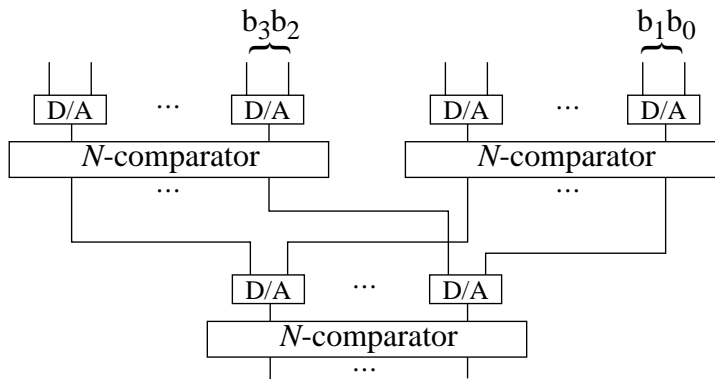 b₃b₂ b₁b₀
D/A ... D/A D/A ... D/A
N-comparator N-comparator
... ...
D/A ... D/A
N-comparator
...